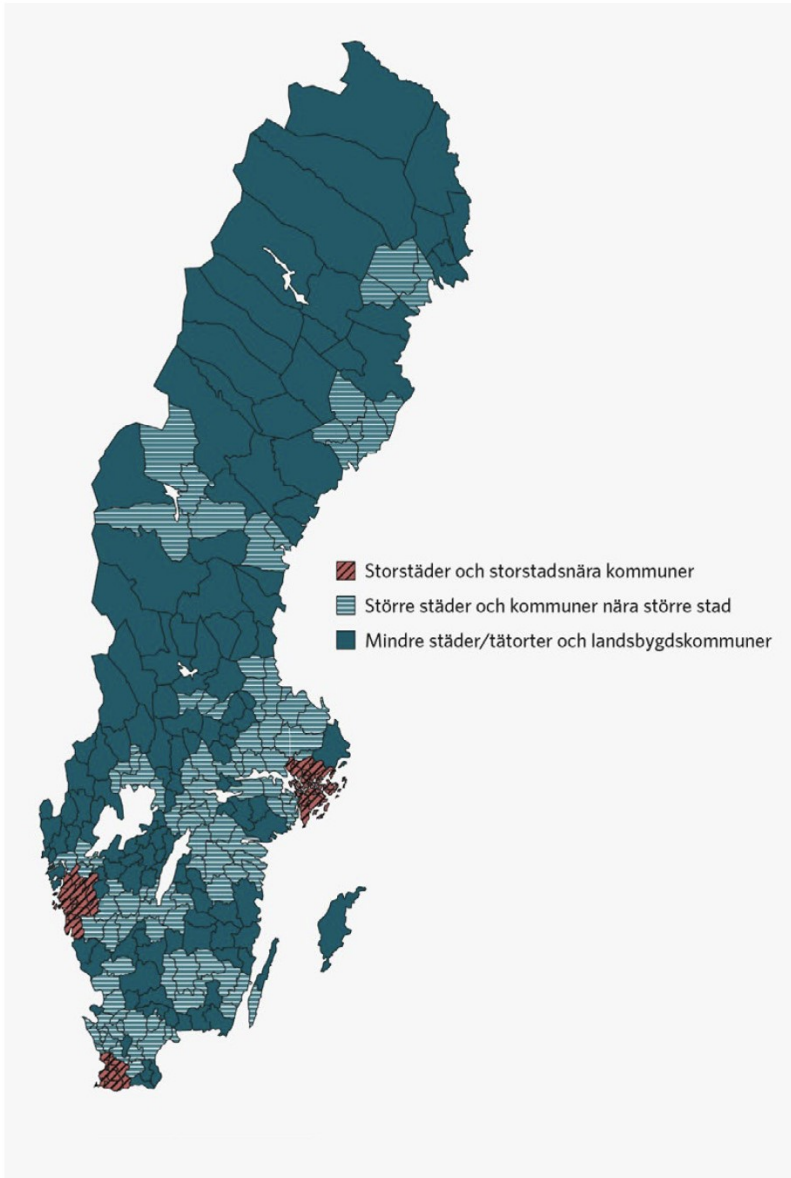 Storstäder och storstadsnära kommuner
Större städer och kommuner nära större stad
Mindre städer/tätorter och landsbygdskommuner